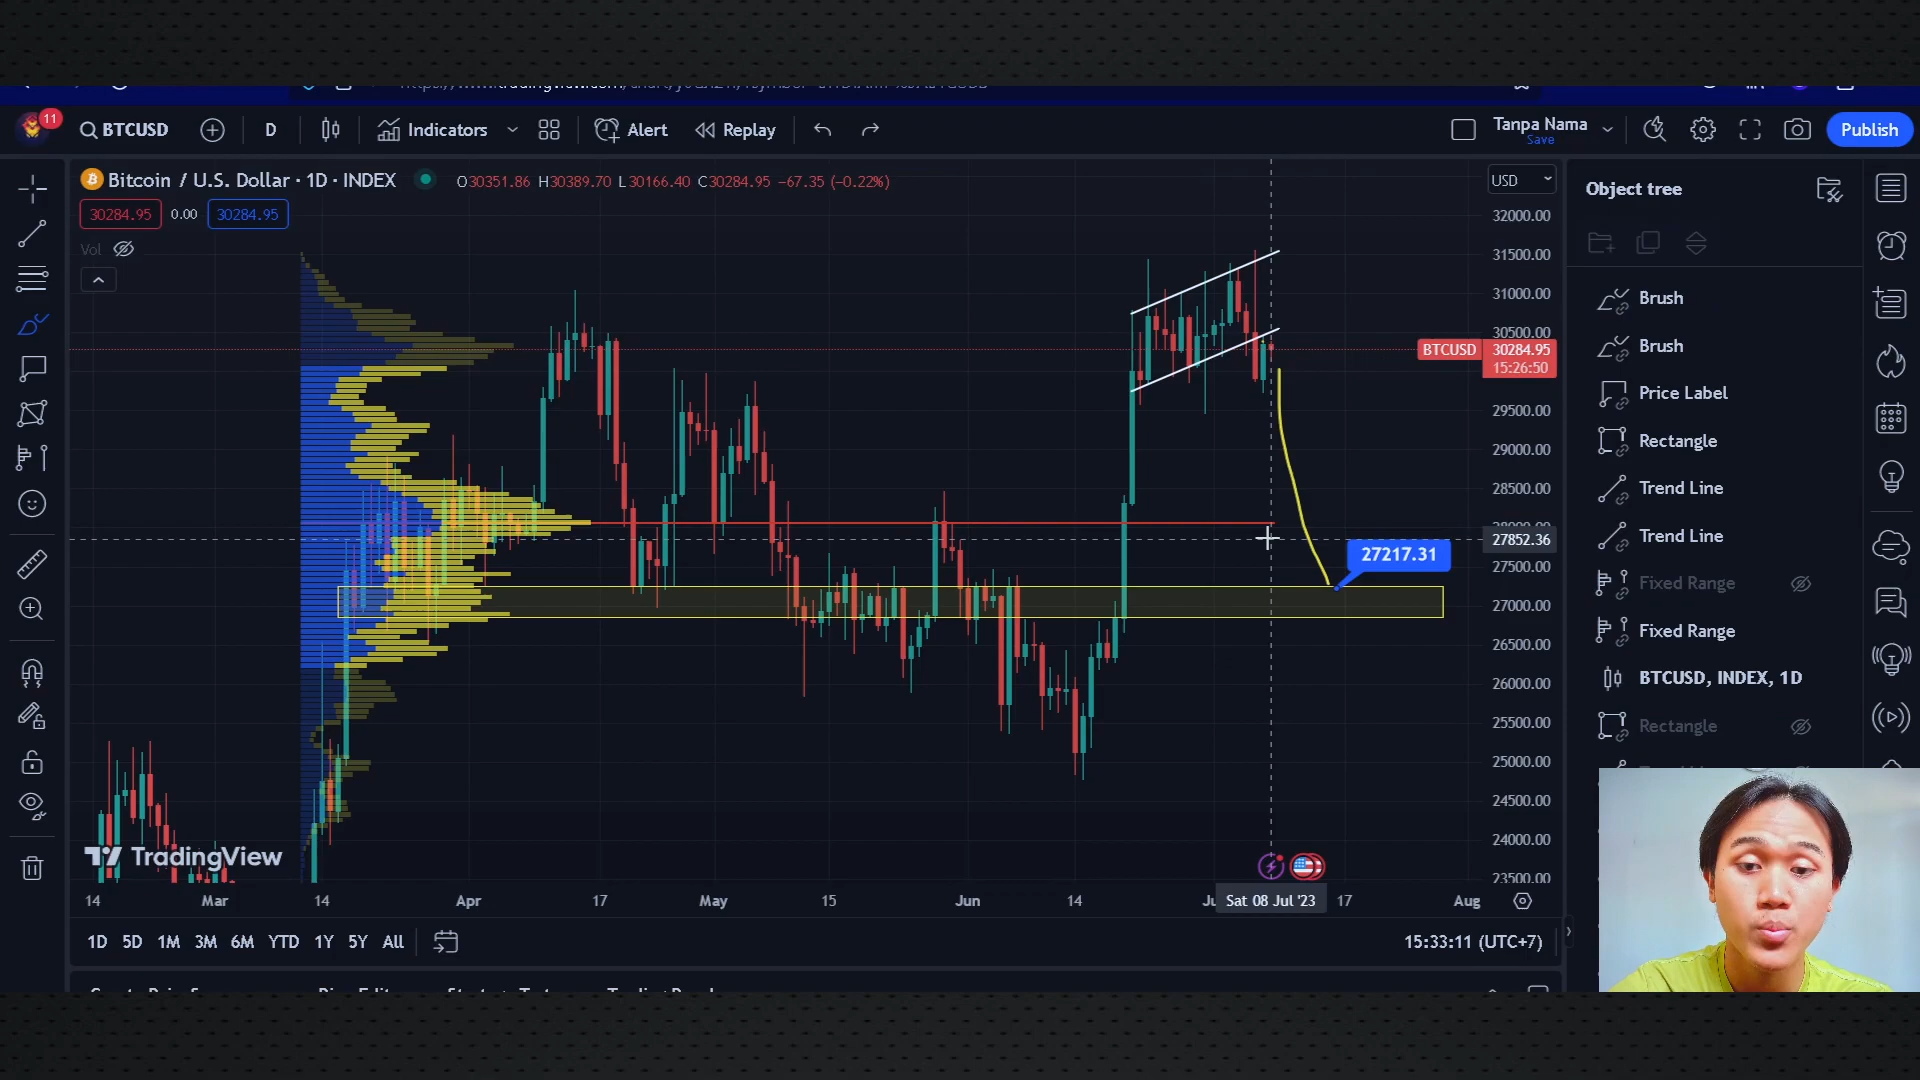 11
BTCUSD
D
Indicators
Alert
Replay
Tanpa Nama
Save
Publish
Bitcoin / U.S. Dollar · 1D · INDEX
O30351.86 H30389.70 L30166.40 C30284.95 −67.35 (−0.22%)
30284.95 0.00 30284.95
Vol
USD
32000.00
31500.00
31000.00
30500.00
BTCUSD 30284.95
15:26:50
29500.00
29000.00
28500.00
28000.00
27852.36
27217.31
27500.00
27000.00
26500.00
26000.00
25500.00
25000.00
24500.00
24000.00
23500.00
TradingView
14 Mar 14 Apr 17 May 15 Jun 14 Sat 08 Jul '23 17 Aug
1D 5D 1M 3M 6M YTD 1Y 5Y All
15:33:11 (UTC+7)
Object tree
Brush
Brush
Price Label
Rectangle
Trend Line
Trend Line
Fixed Range
Fixed Range
BTCUSD, INDEX, 1D
Rectangle